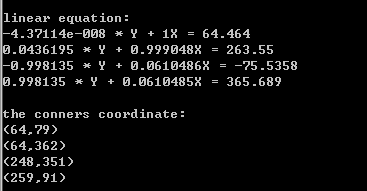 linear equation:
-4.37114e-008 * Y + 1X = 64.464
0.0436195 * Y + 0.999048X = 263.55
-0.998135 * Y + 0.0610486X = -75.5358
0.998135 * Y + 0.0610485X = 365.689
the conners coordinate:
(64,79)
(64,362)
(248,351)
(259,91)